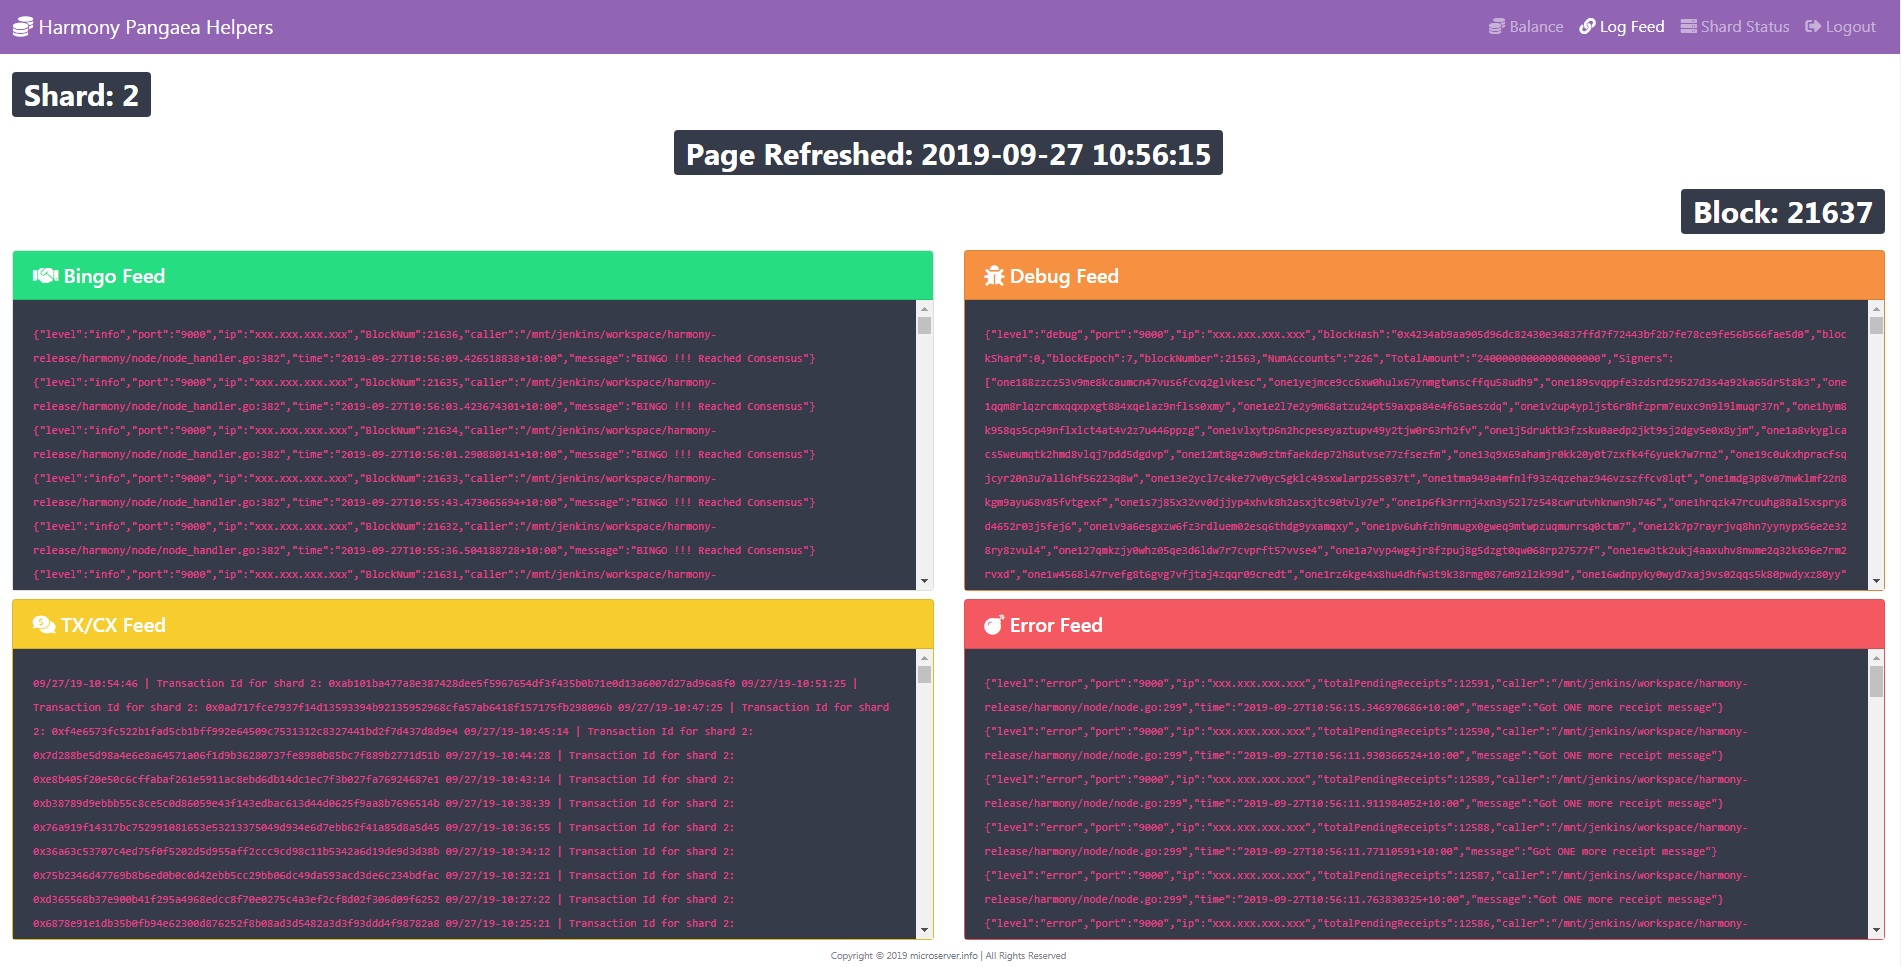 Harmony Pangaea Helpers
Balance Log Feed Shard Status Logout
Shard: 2
Page Refreshed: 2019-09-27 10:56:15
Block: 21637
Bingo Feed
{"level":"info","port":"9000","ip":"xxx.xxx.xxx.xxx","BlockNum":21636,"caller":"/mnt/jenkins/workspace/harmony-
release/harmony/node/node_handler.go:382","time":"2019-09-27T10:56:09.426518838+10:00","message":"BINGO !!! Reached Consensus"}
{"level":"info","port":"9000","ip":"xxx.xxx.xxx.xxx","BlockNum":21635,"caller":"/mnt/jenkins/workspace/harmony-
release/harmony/node/node_handler.go:382","time":"2019-09-27T10:56:03.423674301+10:00","message":"BINGO !!! Reached Consensus"}
{"level":"info","port":"9000","ip":"xxx.xxx.xxx.xxx","BlockNum":21634,"caller":"/mnt/jenkins/workspace/harmony-
release/harmony/node/node_handler.go:382","time":"2019-09-27T10:56:01.290880141+10:00","message":"BINGO !!! Reached Consensus"}
{"level":"info","port":"9000","ip":"xxx.xxx.xxx.xxx","BlockNum":21633,"caller":"/mnt/jenkins/workspace/harmony-
release/harmony/node/node_handler.go:382","time":"2019-09-27T10:55:43.473065694+10:00","message":"BINGO !!! Reached Consensus"}
{"level":"info","port":"9000","ip":"xxx.xxx.xxx.xxx","BlockNum":21632,"caller":"/mnt/jenkins/workspace/harmony-
release/harmony/node/node_handler.go:382","time":"2019-09-27T10:55:36.504188728+10:00","message":"BINGO !!! Reached Consensus"}
{"level":"info","port":"9000","ip":"xxx.xxx.xxx.xxx","BlockNum":21631,"caller":"/mnt/jenkins/workspace/harmony-
Debug Feed
{"level":"debug","port":"9000","ip":"xxx.xxx.xxx.xxx","blockHash":"0x4234ab9aa905d96dc82430e34837ffd7f72443bf2b7fe78ce9fe56b566fae5d0","bloc
kShard":0,"blockEpoch":7,"blockNumber":21563,"NumAccounts":"226","TotalAmount":"24000000000000000000","Signers":
["one188zzcz53v9me8kcaumcn47vus6fcvq2glvkesc","one1yejmce9cc6xw0hulx67ynmgtwnscffqu58udh9","one189svqppfe3zdsrd29527d3s4a92ka65dr5t8k3","one
1qqm8rlqzrcmxqqxpxgt884xqelaz9nflss0xmy","one1e2l7e2y9m68atzu24pt59axpa84e4f65aeszdq","one1v2up4ypljst6r8hfzprm7euxc9n9l9lmuqr37n","one1hym8
k958qs5cp49nflxlct4at4v2z7u446ppzg","one1vlxytp6n2hcpeseyaztupv49y2tjw0r63rh2fv","one1j5druktk3fzsku0aedp2jkt9sj2dgv5e0x8yjm","one1a8vkyglca
cs5weumqtk2hmd8vlqj7pdd5dgdvp","one12mt8g4z0w9ztmfaekdep72h8utvse77zfsezfm","one13q9x69ahamjr0kk20y0t7zxfk4f6yuek7w7rn2","one19c0ukxhpracfsq
jcyr20n3u7all6hf56223q8w","one13e2ycl7c4ke77v0yc5gklc49sxwlarp25s037t","one1tma949a4mfnlf93z4qzehaz946vzszffcv8lqt","one1mdg3p8v07mwklmf22n8
kgm9ayu68v85fvtgexf","one1s7j85x32vv0djjyp4xhvk8h2asxjtc90tvly7e","one1p6fk3rrnj4xn3y52l7z548cwrutvhknwn9h746","one1hrqzk47rcuuhg88al5xspry8
d4652r03j5fej6","one1v9a6esgxzw6fz3rdluem02esq6thdg9yxamqxy","one1pv6uhfzh9nmugx0gweq9mtwpzuqmurrsq0ctm7","one12k7p7rayrjvq8hn7yynypx56e2e32
8ry8zvul4","one127qmkzjy0whz05qe3d6ldw7r7cvprft57vvse4","one1a7vyp4wg4jr8fzpuj8g5dzgt0qw068rp27577f","one1ew3tk2ukj4aaxuhv8nwme2q32k696e7rm2
rvxd","one1w4568l47rvefg8t6gvg7vfjtaj4zqqr09credt","one1rz6kge4x8hu4dhfw3t9k38rmg0876m92l2k99d","one16wdnpyky0wyd7xaj9vs02qqs5k80pwdyxz80yy"
TX/CX Feed
09/27/19-10:54:46 | Transaction Id for shard 2: 0xab101ba477a8e387428dee5f5967654df3f435b0b71e0d13a6007d27ad96a8f0 09/27/19-10:51:25 |
Transaction Id for shard 2: 0x0ad717fce7937f14d13593394b92135952968cfa57ab6418f157175fb298096b 09/27/19-10:47:25 | Transaction Id for shard
2: 0xf4e6573fc522b1fad5cb1bff992e64509c7531312c8327441bd2f7d437d8d9e4 09/27/19-10:45:14 | Transaction Id for shard 2:
0x7d288be5d98a4e6e8a64571a06f1d9b36280737fe8980b85bc7f889b2771d51b 09/27/19-10:44:28 | Transaction Id for shard 2:
0xe8b405f20e50c6cffabaf261e5911ac8ebd6db14dc1ec7f3b027fa76924687e1 09/27/19-10:43:14 | Transaction Id for shard 2:
0xb38789d9ebbb55c8ce5c0d86059e43f143edbac613d44d0625f9aa8b7696514b 09/27/19-10:38:39 | Transaction Id for shard 2:
0x76a919f14317bc752991081653e53213375049d934e6d7ebb62f41a85d8a5d45 09/27/19-10:36:55 | Transaction Id for shard 2:
0x36a63c53707c4ed75f0f5202d5d955aff2ccc9cd98c11b5342a6d19de9d3d38b 09/27/19-10:34:12 | Transaction Id for shard 2:
0x75b2346d47769b8b6ed0b0c0d42ebb5cc29bb06dc49da593acd3de6c234bdfac 09/27/19-10:32:21 | Transaction Id for shard 2:
0xd365568b37e900b41f295a4968edcc8f70e0275c4a3ef2cf8d02f306d09f6252 09/27/19-10:27:22 | Transaction Id for shard 2:
0x6878e91e1db35b0fb94e62300d876252f8b08ad3d5482a3d3f93ddd4f98782a8 09/27/19-10:25:21 | Transaction Id for shard 2:
Error Feed
{"level":"error","port":"9000","ip":"xxx.xxx.xxx.xxx","totalPendingReceipts":12591,"caller":"/mnt/jenkins/workspace/harmony-
release/harmony/node/node.go:299","time":"2019-09-27T10:56:15.346970686+10:00","message":"Got ONE more receipt message"}
{"level":"error","port":"9000","ip":"xxx.xxx.xxx.xxx","totalPendingReceipts":12590,"caller":"/mnt/jenkins/workspace/harmony-
release/harmony/node/node.go:299","time":"2019-09-27T10:56:11.930366524+10:00","message":"Got ONE more receipt message"}
{"level":"error","port":"9000","ip":"xxx.xxx.xxx.xxx","totalPendingReceipts":12589,"caller":"/mnt/jenkins/workspace/harmony-
release/harmony/node/node.go:299","time":"2019-09-27T10:56:11.911984052+10:00","message":"Got ONE more receipt message"}
{"level":"error","port":"9000","ip":"xxx.xxx.xxx.xxx","totalPendingReceipts":12588,"caller":"/mnt/jenkins/workspace/harmony-
release/harmony/node/node.go:299","time":"2019-09-27T10:56:11.77110591+10:00","message":"Got ONE more receipt message"}
{"level":"error","port":"9000","ip":"xxx.xxx.xxx.xxx","totalPendingReceipts":12587,"caller":"/mnt/jenkins/workspace/harmony-
release/harmony/node/node.go:299","time":"2019-09-27T10:56:11.763830325+10:00","message":"Got ONE more receipt message"}
{"level":"error","port":"9000","ip":"xxx.xxx.xxx.xxx","totalPendingReceipts":12586,"caller":"/mnt/jenkins/workspace/harmony-
Copyright © 2019 microserver.info | All Rights Reserved